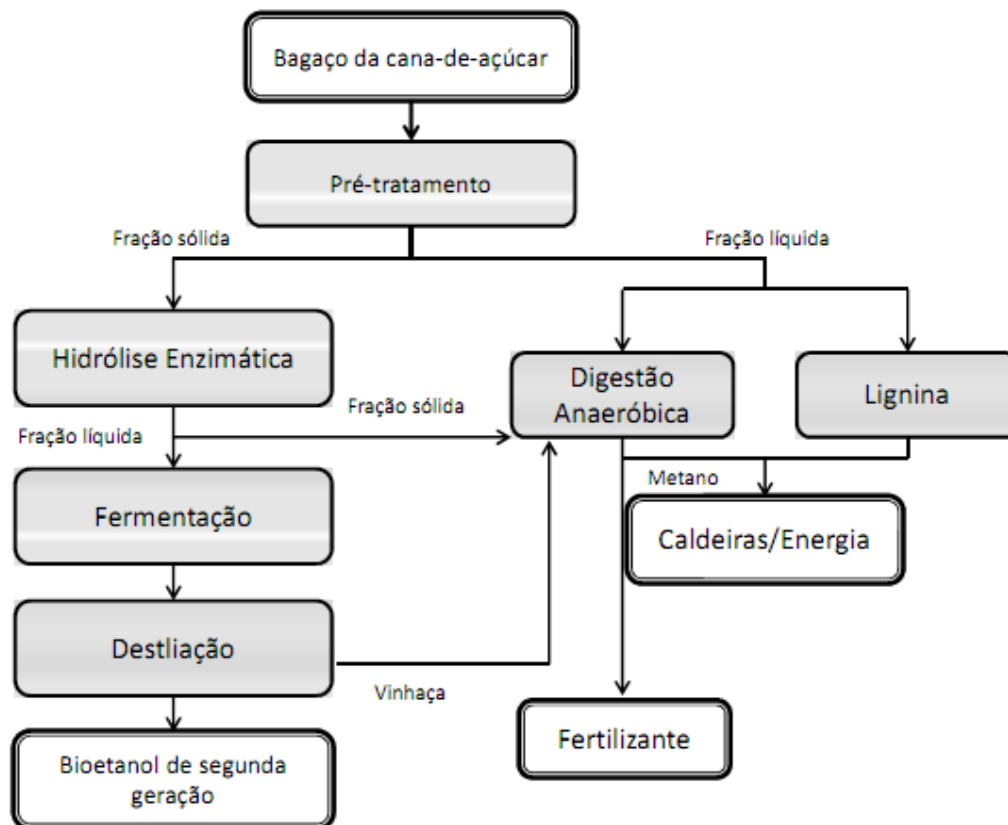 Bagaço da cana-de-açúcar
Pré-tratamento
Fração sólida
Fração líquida
Hidrólise Enzimática
Digestão
Anaeróbica
Lignina
Fração sólida
Fração líquida
Metano
Fermentação
Caldeiras/Energia
Destliação
Vinhaça
Fertilizante
Bioetanol de segunda
geração